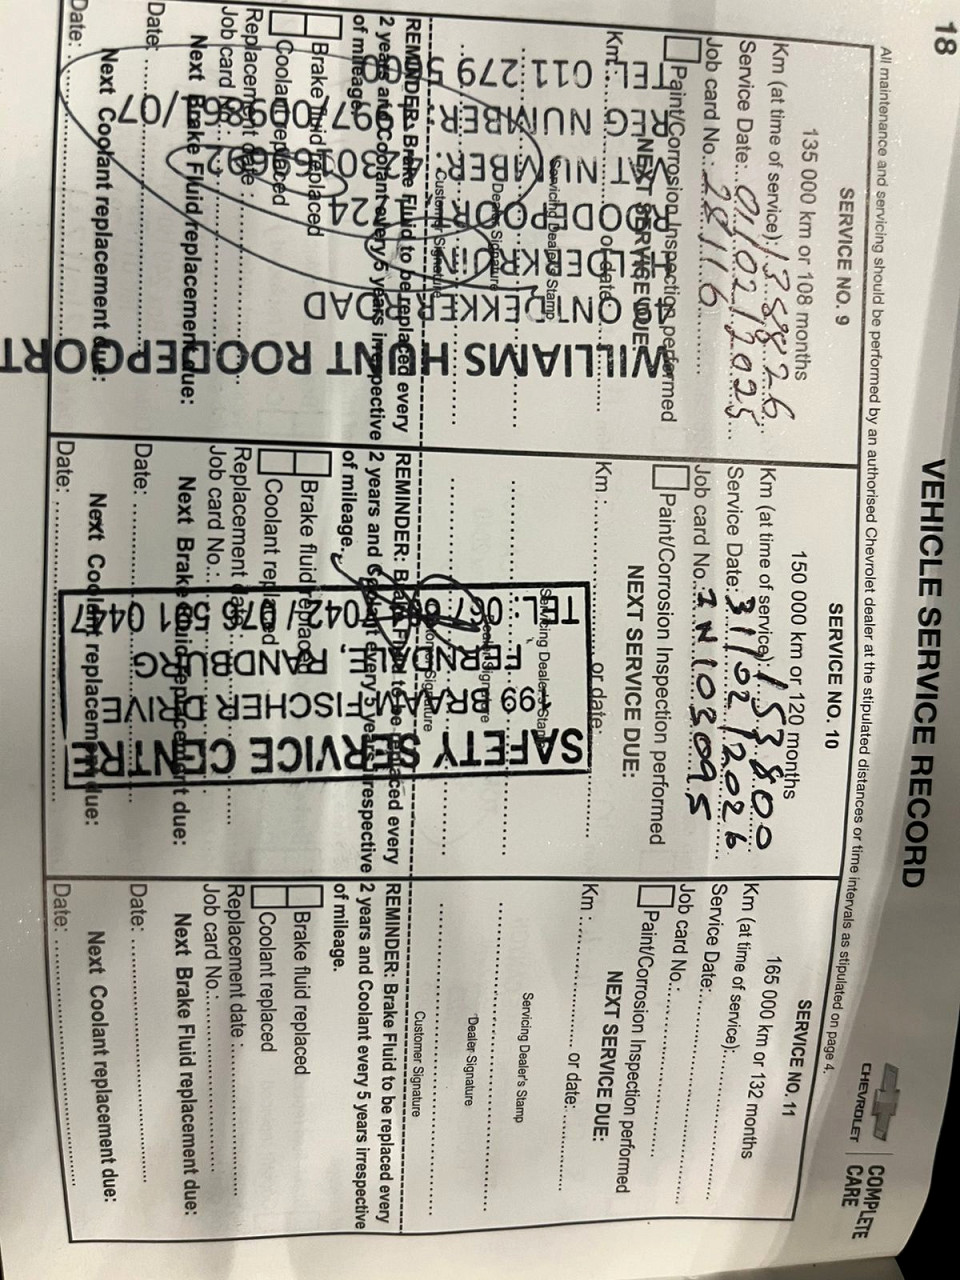 18
VEHICLE SERVICE RECORD
CHEVROLET
COMPLETE
CARE
All maintenance and servicing should be performed by an authorised Chevrolet dealer at the stipulated distances or time intervals as stipulated on page 4.
SERVICE NO. 9
135 000 km or 108 months
Km (at time of service): 135826
Service Date: 01/02/2025
Job card No.: 28116
Paint/Corrosion Inspection performed
NEXT SERVICE DUE:
Km: or date:
Servicing Dealer's Stamp
Dealer Signature
Customer Signature
REMINDER: Brake Fluid to be replaced every
2 years and Coolant every 5 years irrespective
of mileage.
Brake fluid replaced
Coolant replaced
Replacement date :
Job card
Next Brake Fluid replacement due:
Date:
Next Coolant replacement due:
Date:
WILLIAMS HUNT ROODEPOORT
ONTDEKKERS ROAD
ROODEPOORT 1724
VAT NUMBER:
REG NUMBER: 1997/009861/07
TEL 011 279 5500
SERVICE NO. 10
150 000 km or 120 months
Km (at time of service): 153800
Service Date: 31/02/2026
Job card No.: IN103095
Paint/Corrosion Inspection performed
NEXT SERVICE DUE:
Km : or date:
Servicing Dealer's Stamp
Dealer Signature
Customer Signature
REMINDER: Brake Fluid to be replaced every
2 years and Coolant every 5 years irrespective
of mileage.
Brake fluid replaced
Coolant replaced
Replacement date
Job card No.:
Next Brake Fluid replacement due:
Date:
Next Coolant replacement due:
Date:
SAFETY SERVICE CENTRE
99 BRAAM FISCHER DRIVE
FERNDALE, RANDBURG
0447
SERVICE NO. 11
165 000 km or 132 months
Km (at time of service):
Service Date:
Job card No.:
Paint/Corrosion Inspection performed
NEXT SERVICE DUE:
Km : or date:
Servicing Dealer's Stamp
Dealer Signature
Customer Signature
REMINDER: Brake Fluid to be replaced every
2 years and Coolant every 5 years irrespective
of mileage.
Brake fluid replaced
Coolant replaced
Replacement date :
Job card No.:
Next Brake Fluid replacement due:
Date:
Next Coolant replacement due:
Date: